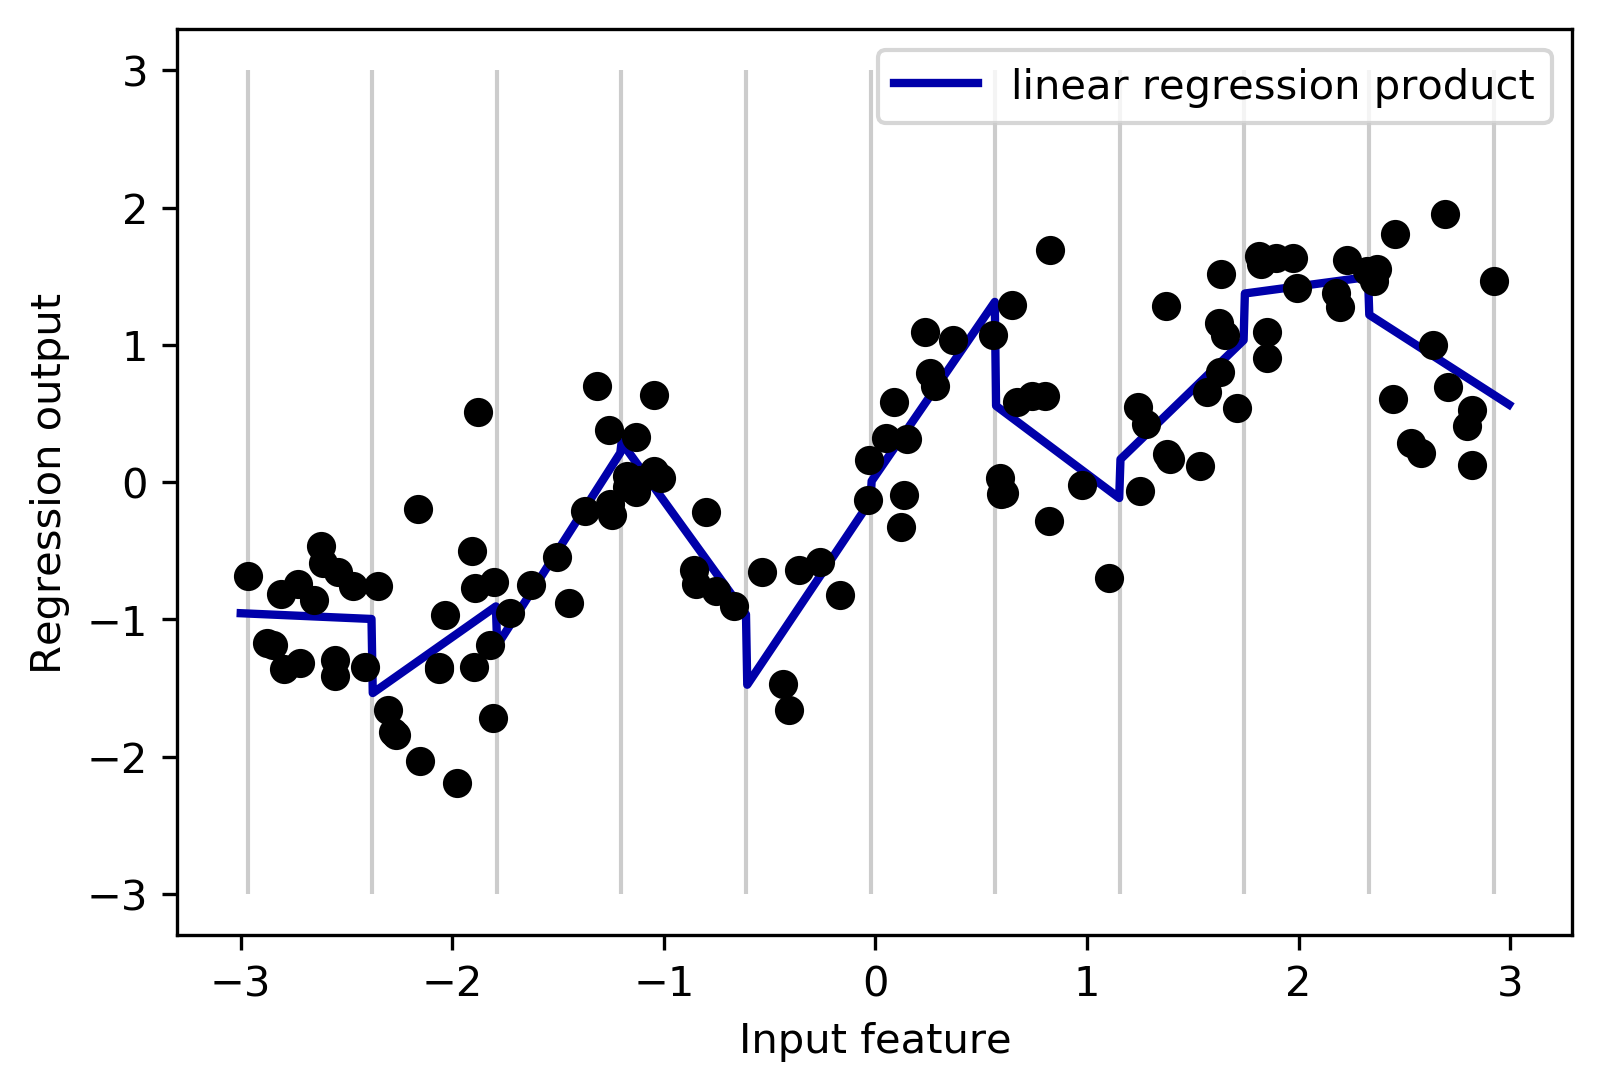 linear regression product
3
2
1
0
−1
−2
−3
Regression output
−3 −2 −1 0 1 2 3
Input feature